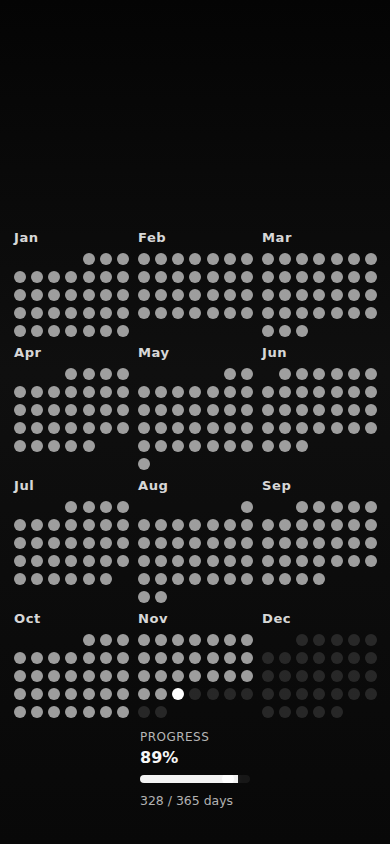 Jan Feb Mar
Apr May Jun
Jul Aug Sep
Oct Nov Dec
PROGRESS
89%
328 / 365 days